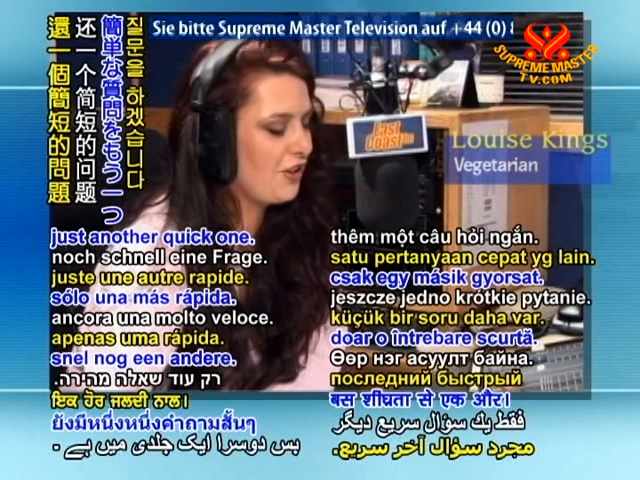 Sie bitte Supreme Master Television auf +44 (0) 8
SUPREME MASTER
TV.COM
East
Coast
Louise Kings
Vegetarian
還一個簡短的問題
还一个简短的问题
簡単な質問をもう一つ
질문을 하겠습니다
just another quick one.
noch schnell eine Frage.
juste une autre rapide.
sólo una más rápida.
ancora una molto veloce.
apenas uma rápida.
snel nog een andere.
רק עוד שאלה מהירה.
ਇਕ ਹੋਰ ਜਲਦੀ ਨਾਲ।
ยังมีหนึ่งหนึ่งคำถามสั้นๆ
بس دوسرا ایک جلدی میں ہے -
thêm một câu hỏi ngắn.
satu pertanyaan cepat yg lain.
csak egy másik gyorsat.
jeszcze jedno krótkie pytanie.
küçük bir soru daha var.
doar o întrebare scurtă.
Өөр нэг асуулт байна.
последний быстрый
बस शीघ्रता से एक और।
فقط یك سؤال سریع دیگر
مجرد سؤال آخر سريع.